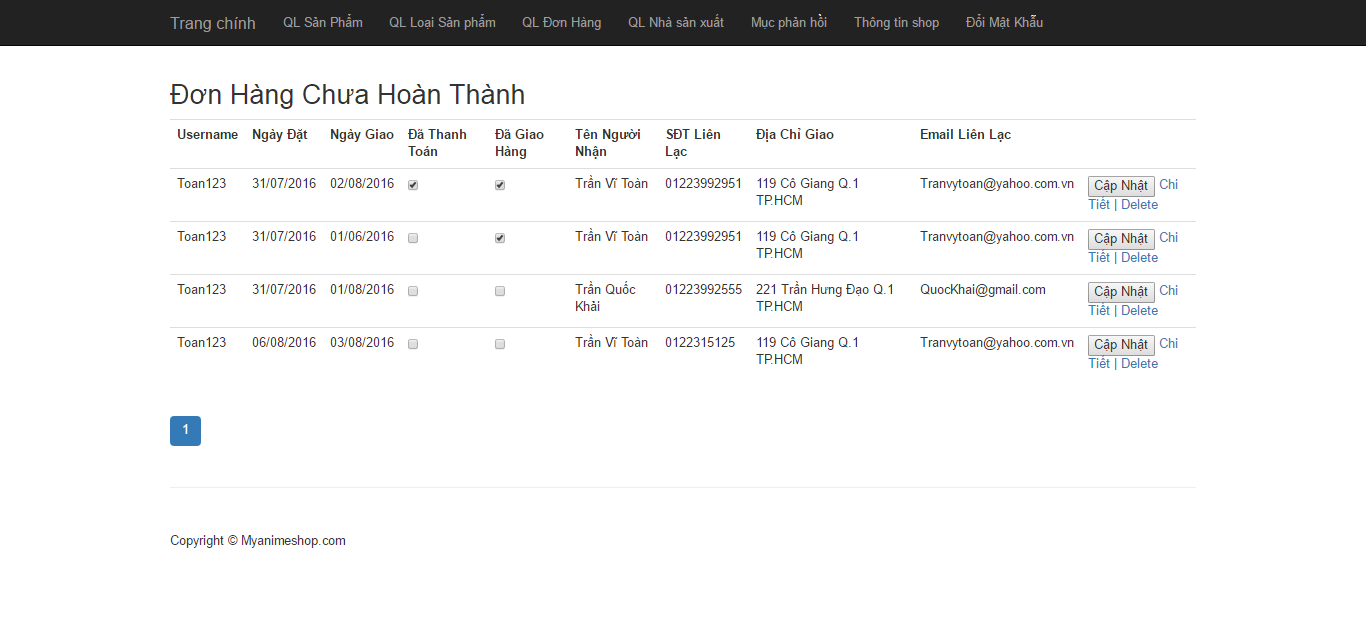 Trang chính QL Sản Phẩm QL Loại Sản phẩm QL Đơn Hàng QL Nhà sản xuất Mục phản hồi Thông tin shop Đổi Mật Khẩu
Đơn Hàng Chưa Hoàn Thành
Username Ngày Đặt Ngày Giao Đã Thanh Toán Đã Giao Hàng Tên Người Nhận SĐT Liên Lạc Địa Chỉ Giao Email Liên Lạc
Toan123 31/07/2016 02/08/2016 Trần Vĩ Toàn 01223992951 119 Cô Giang Q.1 TP.HCM Tranvytoan@yahoo.com.vn Cập Nhật Chi Tiết | Delete
Toan123 31/07/2016 01/06/2016 Trần Vĩ Toàn 01223992951 119 Cô Giang Q.1 TP.HCM Tranvytoan@yahoo.com.vn Cập Nhật Chi Tiết | Delete
Toan123 31/07/2016 01/08/2016 Trần Quốc Khải 01223992555 221 Trần Hưng Đạo Q.1 TP.HCM QuocKhai@gmail.com Cập Nhật Chi Tiết | Delete
Toan123 06/08/2016 03/08/2016 Trần Vĩ Toàn 0122315125 119 Cô Giang Q.1 TP.HCM Tranvytoan@yahoo.com.vn Cập Nhật Chi Tiết | Delete
1
Copyright © Myanimeshop.com